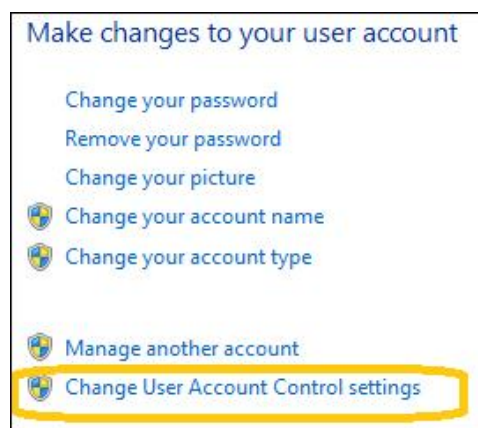 Make changes to your user account
Change your password
Remove your password
Change your picture
Change your account name
Change your account type
Manage another account
Change User Account Control settings